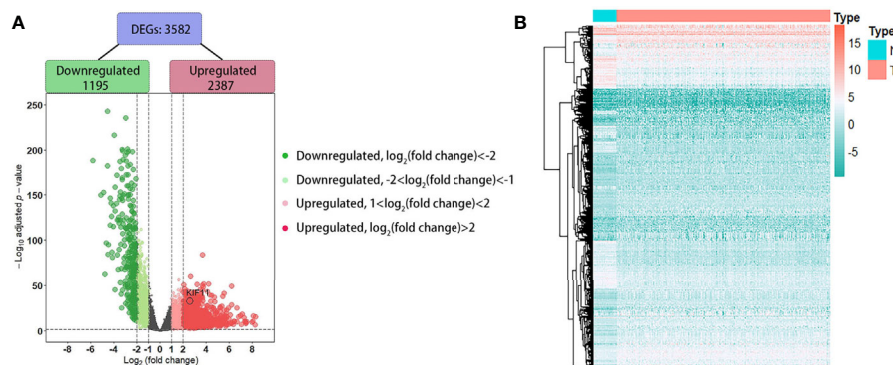 A
DEGs: 3582
Downregulated
1195
Upregulated
2387
250
200
150
100
50
0
−Log10 adjusted p − value
KIF11
-8 -6 -4 -2 -1 0 1 2 4 6 8
Log2 (fold change)
Downregulated, log2(fold change)<-2
Downregulated, -2<log2(fold change)<-1
Upregulated, 1<log2(fold change)<2
Upregulated, log2(fold change)>2
B
Type
15
10
5
0
-5
Type
N
T